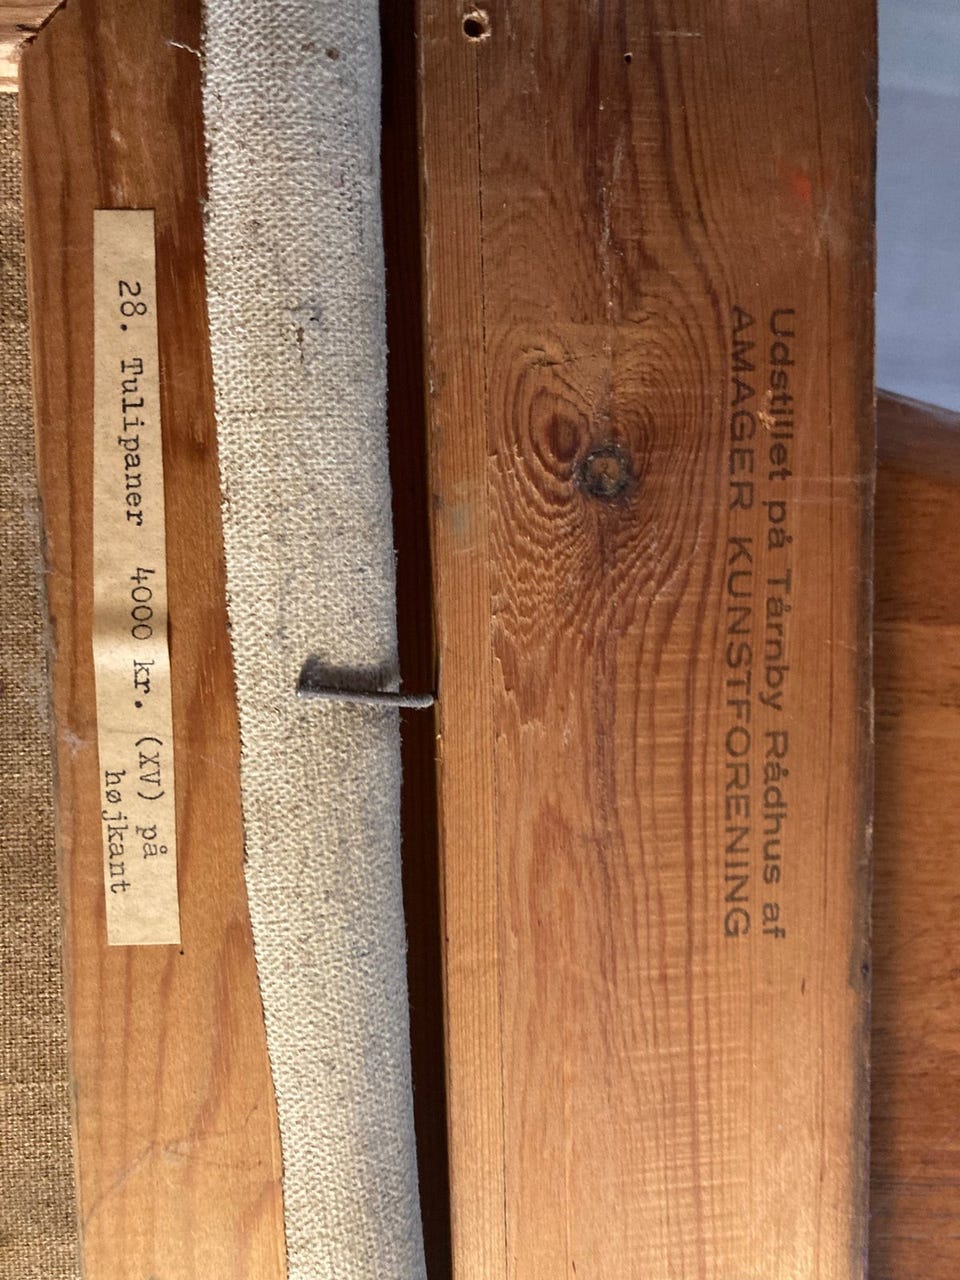 Udstillet på Tårnby Rådhus af
AMAGER KUNSTFORENING
28. Tulipaner 4000 kr. (XV) på
højkant